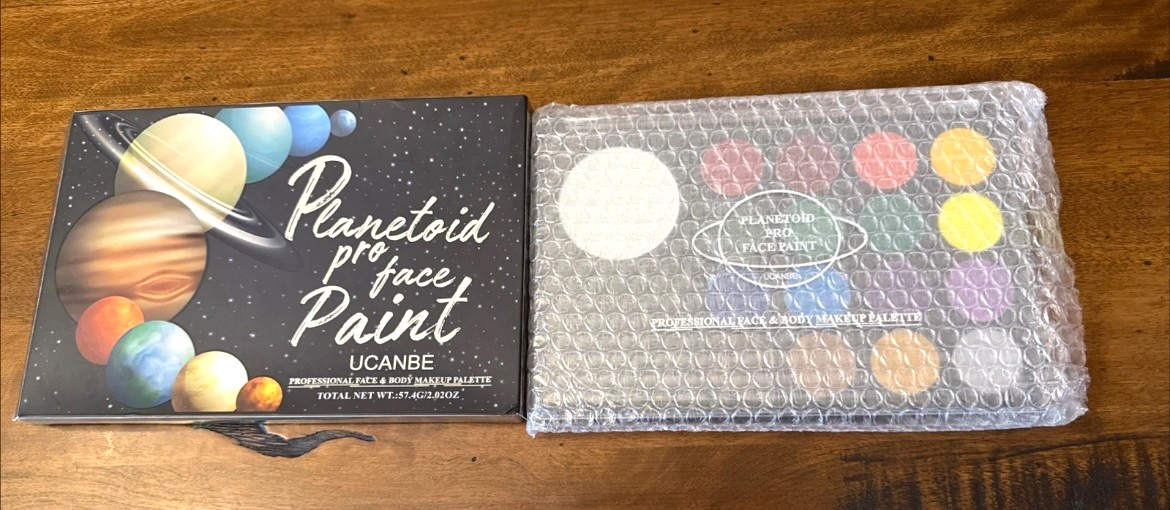 Planetoid
pro
face
Paint
UCANBE
PROFESSIONAL FACE & BODY MAKEUP PALETTE
TOTAL NET WT.:57.4G/2.02OZ
PLANETOID
PRO
FACE PAINT
UCANBE
PROFESSIONAL FACE & BODY MAKEUP PALETTE